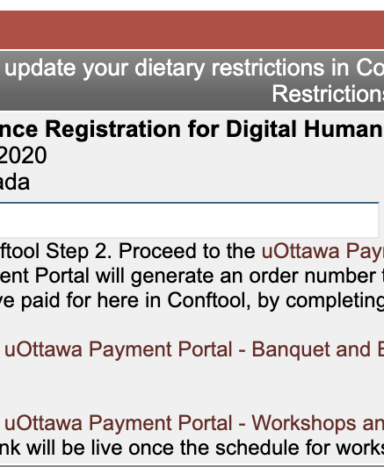 update your dietary restrictions in Co
Restrictions
nce Registration for Digital Human
2020
ada
ftool Step 2. Proceed to the uOttawa Pay
ent Portal will generate an order number t
ve paid for here in Conftool, by completing
uOttawa Payment Portal - Banquet and E
uOttawa Payment Portal - Workshops an
nk will be live once the schedule for works